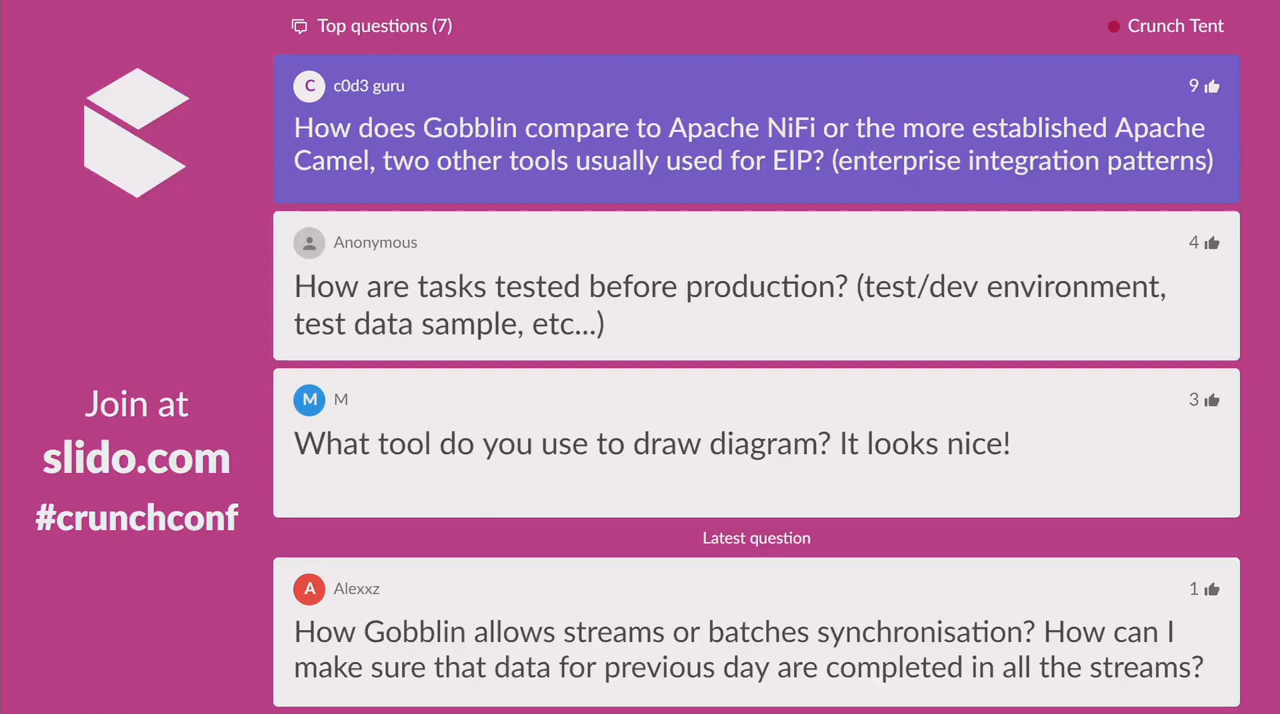 Top questions (7)
Crunch Tent
C
c0d3 guru
9
How does Gobblin compare to Apache NiFi or the more established Apache
Camel, two other tools usually used for EIP? (enterprise integration patterns)
Anonymous
4
How are tasks tested before production? (test/dev environment,
test data sample, etc...)
M
M
3
What tool do you use to draw diagram? It looks nice!
Join at
slido.com
#crunchconf
Latest question
A
Alexxz
1
How Gobblin allows streams or batches synchronisation? How can I
make sure that data for previous day are completed in all the streams?